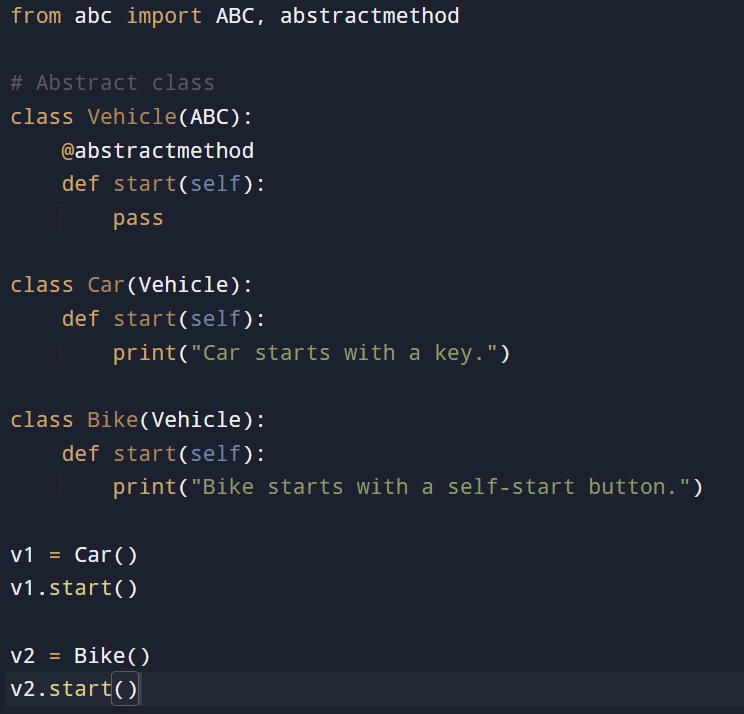 from abc import ABC, abstractmethod

# Abstract class
class Vehicle(ABC):
    @abstractmethod
    def start(self):
        pass

class Car(Vehicle):
    def start(self):
        print("Car starts with a key.")

class Bike(Vehicle):
    def start(self):
        print("Bike starts with a self-start button.")

v1 = Car()
v1.start()

v2 = Bike()
v2.start()